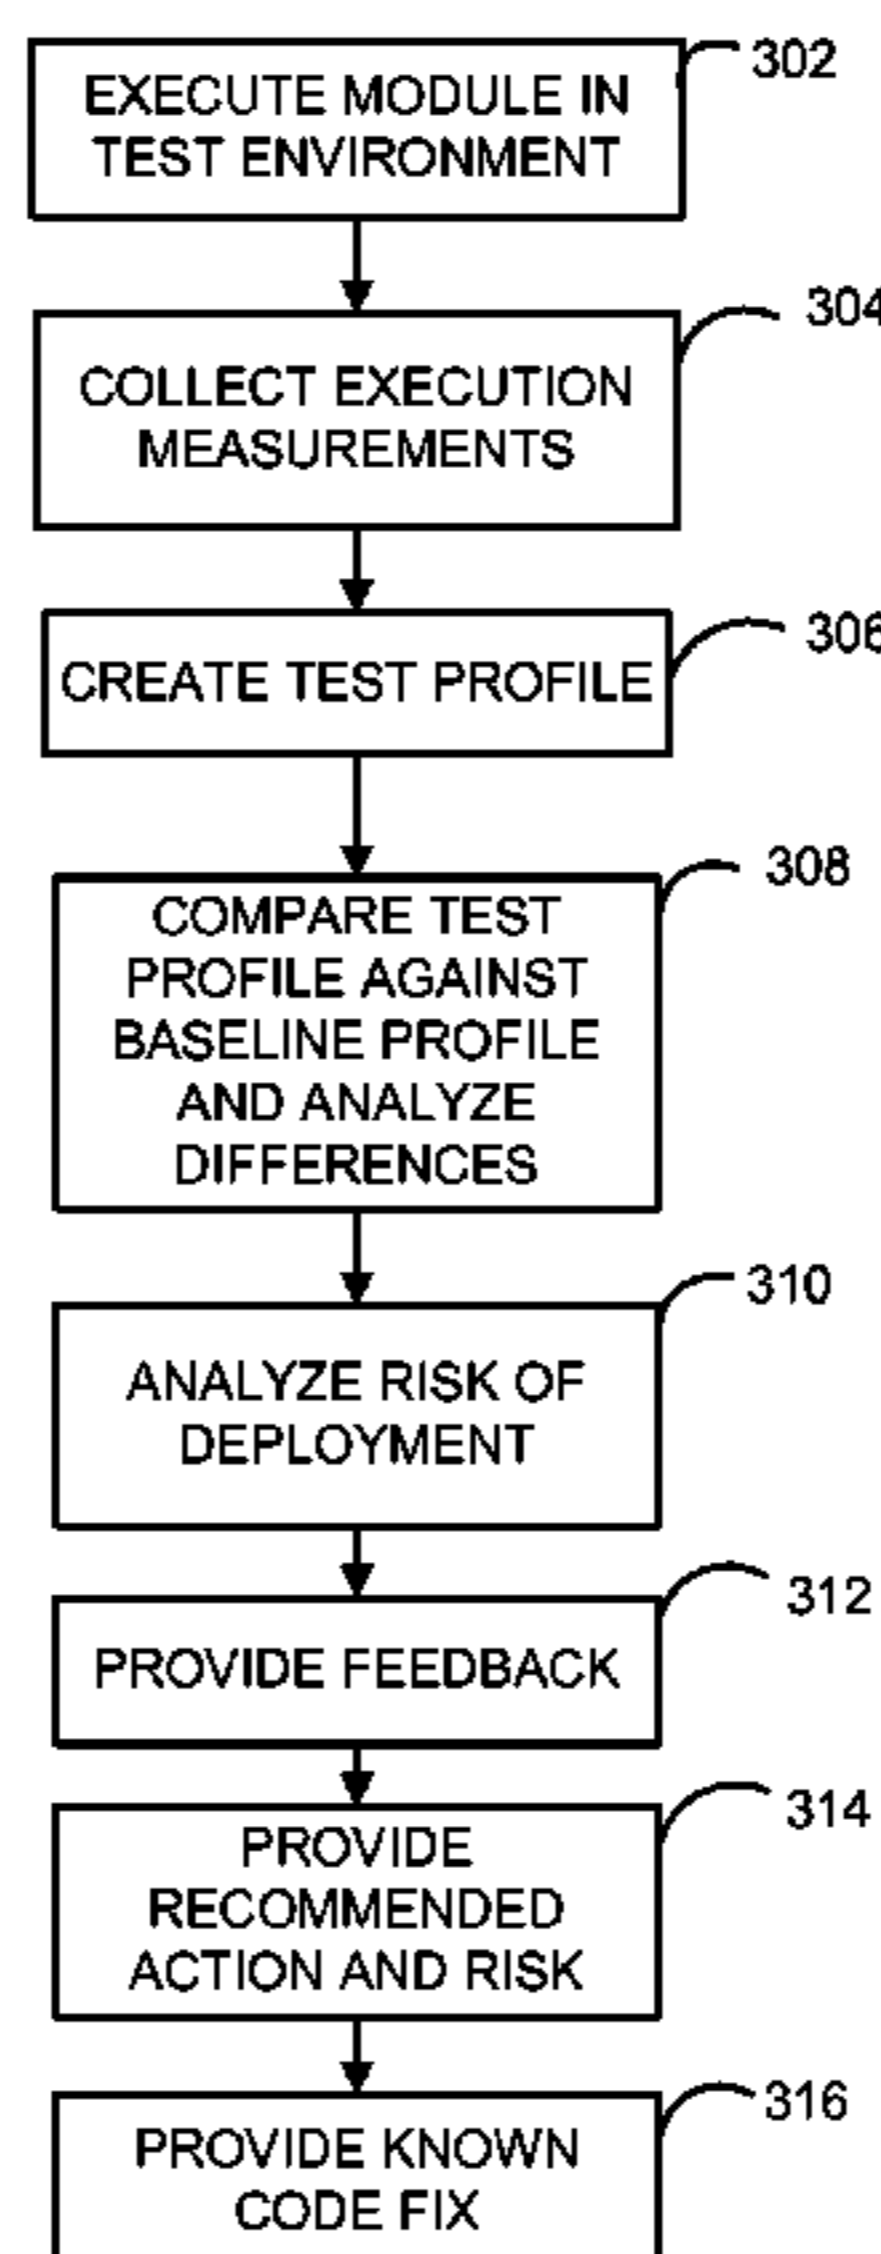 302
EXECUTE MODULE IN
TEST ENVIRONMENT
304
COLLECT EXECUTION
MEASUREMENTS
306
CREATE TEST PROFILE
308
COMPARE TEST
PROFILE AGAINST
BASELINE PROFILE
AND ANALYZE
DIFFERENCES
310
ANALYZE RISK OF
DEPLOYMENT
312
PROVIDE FEEDBACK
314
PROVIDE
RECOMMENDED
ACTION AND RISK
316
PROVIDE KNOWN
CODE FIX